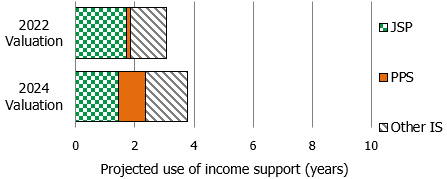 2022
Valuation
2024
Valuation
0 2 4 6 8 10
Projected use of income support (years)
JSP
PPS
Other IS